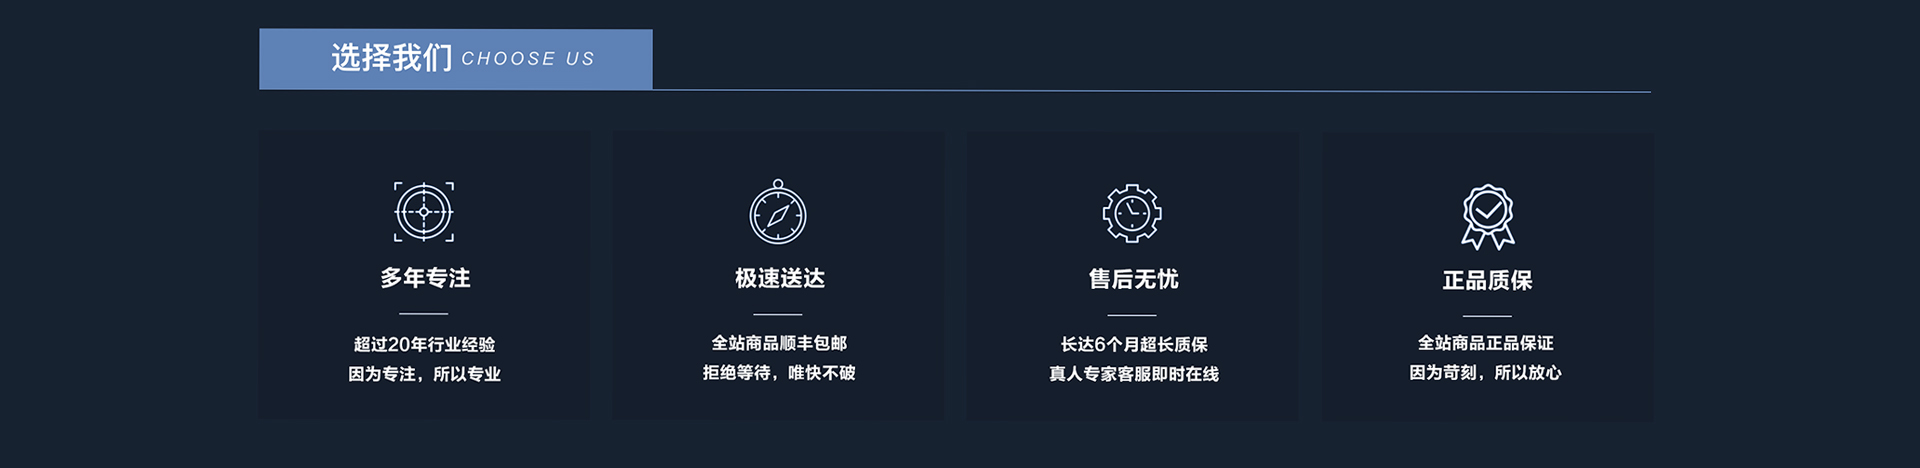 选择我们 CHOOSE US
多年专注
超过20年行业经验
因为专注，所以专业
极速送达
全站商品顺丰包邮
拒绝等待，唯快不破
售后无忧
长达6个月超长质保
真人专家客服即时在线
正品质保
全站商品正品保证
因为苛刻，所以放心